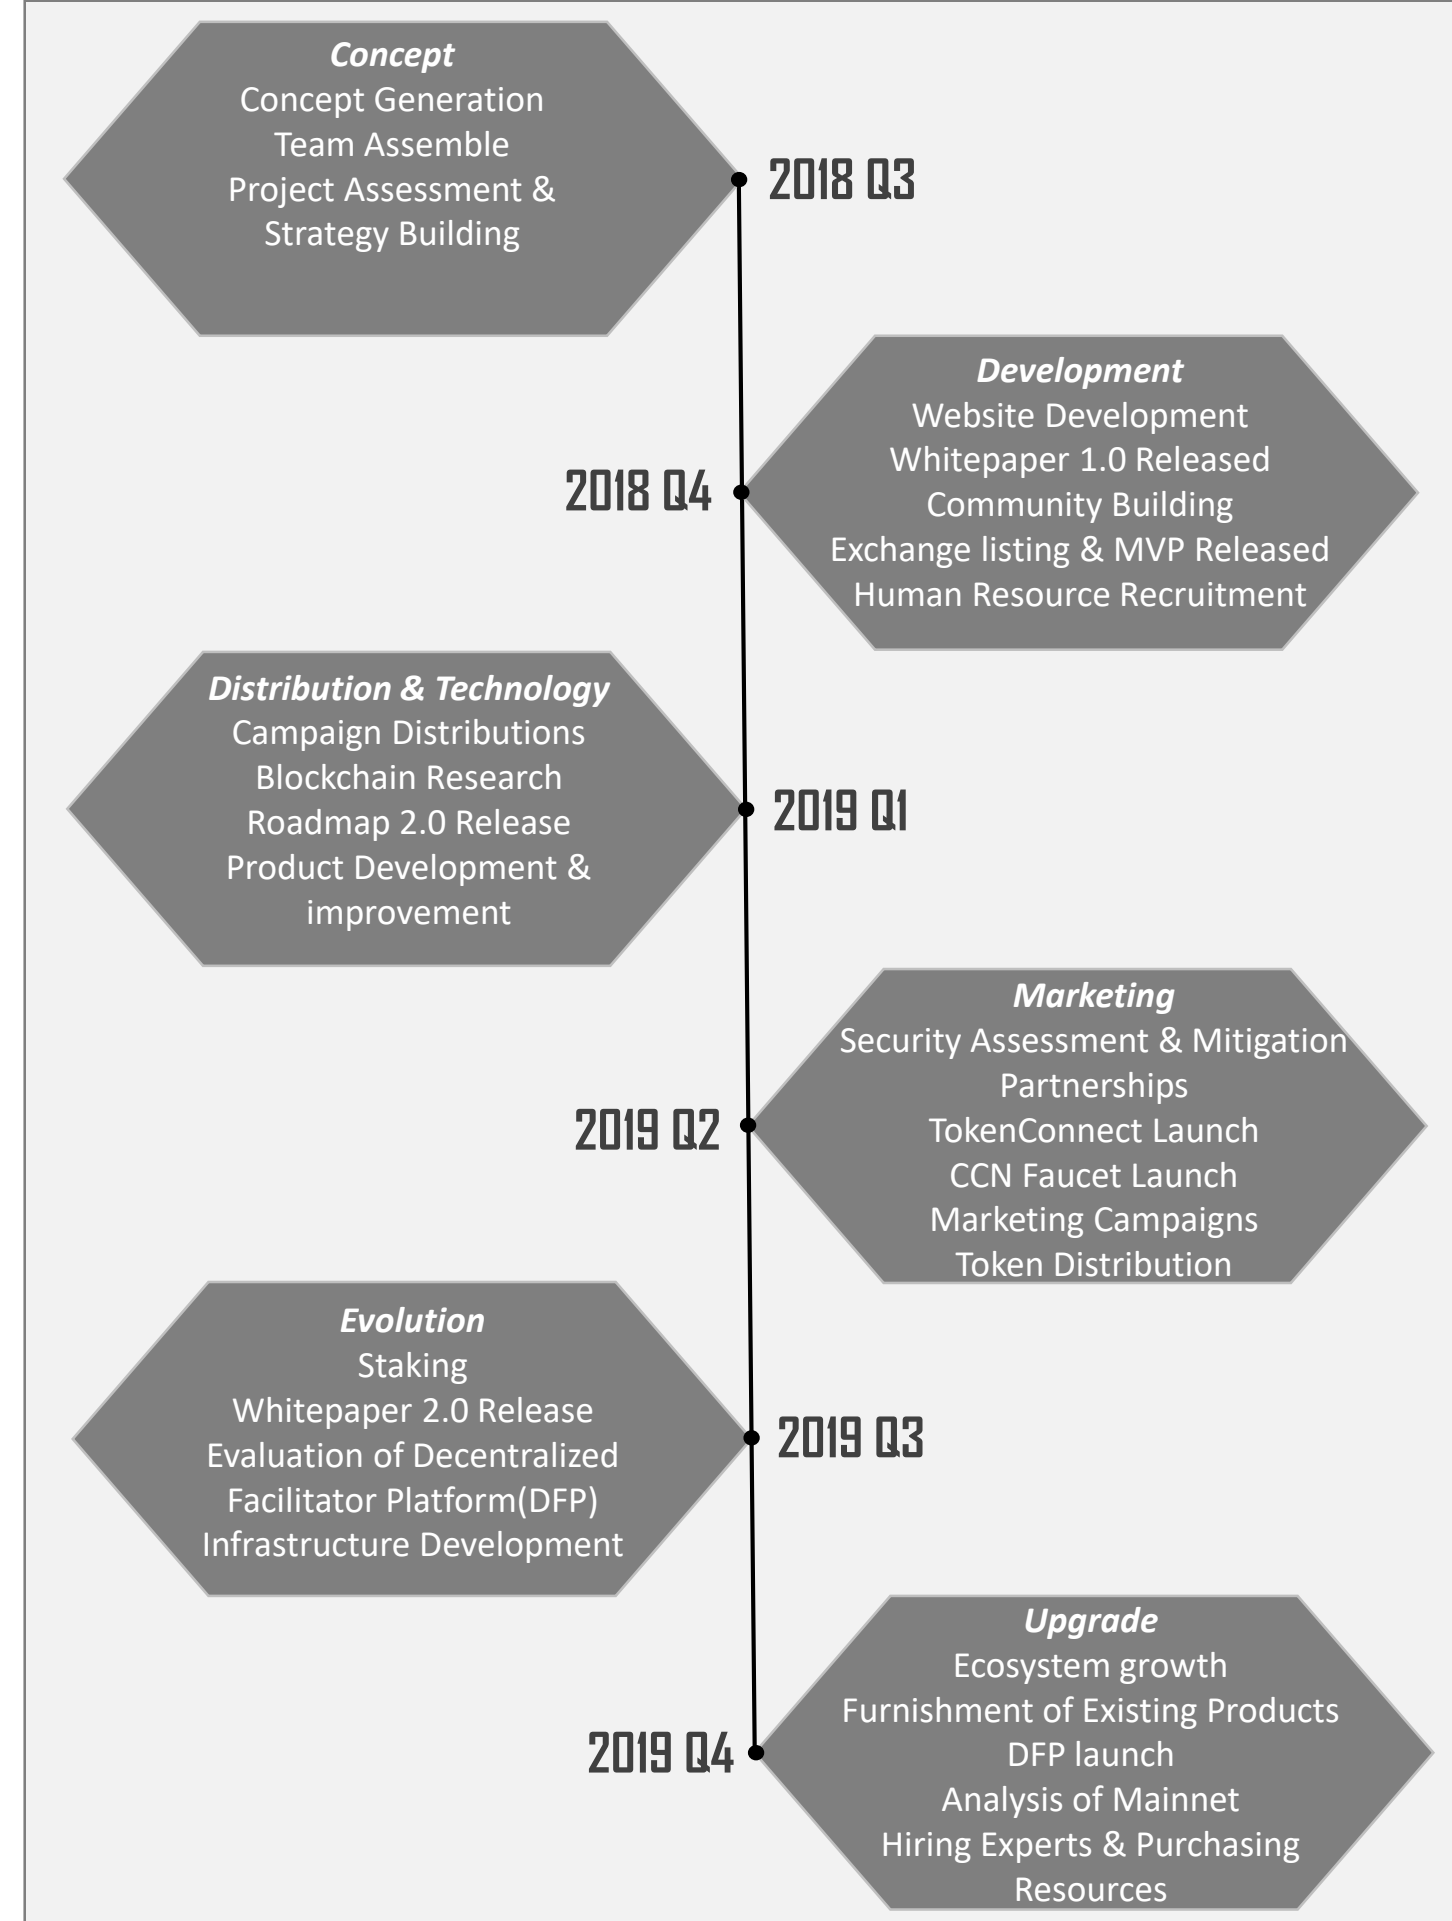 Concept
Concept Generation
Team Assemble
Project Assessment &
Strategy Building
2018 Q3
Development
Website Development
Whitepaper 1.0 Released
Community Building
Exchange listing & MVP Released
Human Resource Recruitment
2018 Q4
Distribution & Technology
Campaign Distributions
Blockchain Research
Roadmap 2.0 Release
Product Development &
improvement
2019 Q1
Marketing
Security Assessment & Mitigation
Partnerships
TokenConnect Launch
CCN Faucet Launch
Marketing Campaigns
Token Distribution
2019 Q2
Evolution
Staking
Whitepaper 2.0 Release
Evaluation of Decentralized
Facilitator Platform(DFP)
Infrastructure Development
2019 Q3
Upgrade
Ecosystem growth
Furnishment of Existing Products
DFP launch
Analysis of Mainnet
Hiring Experts & Purchasing
Resources
2019 Q4